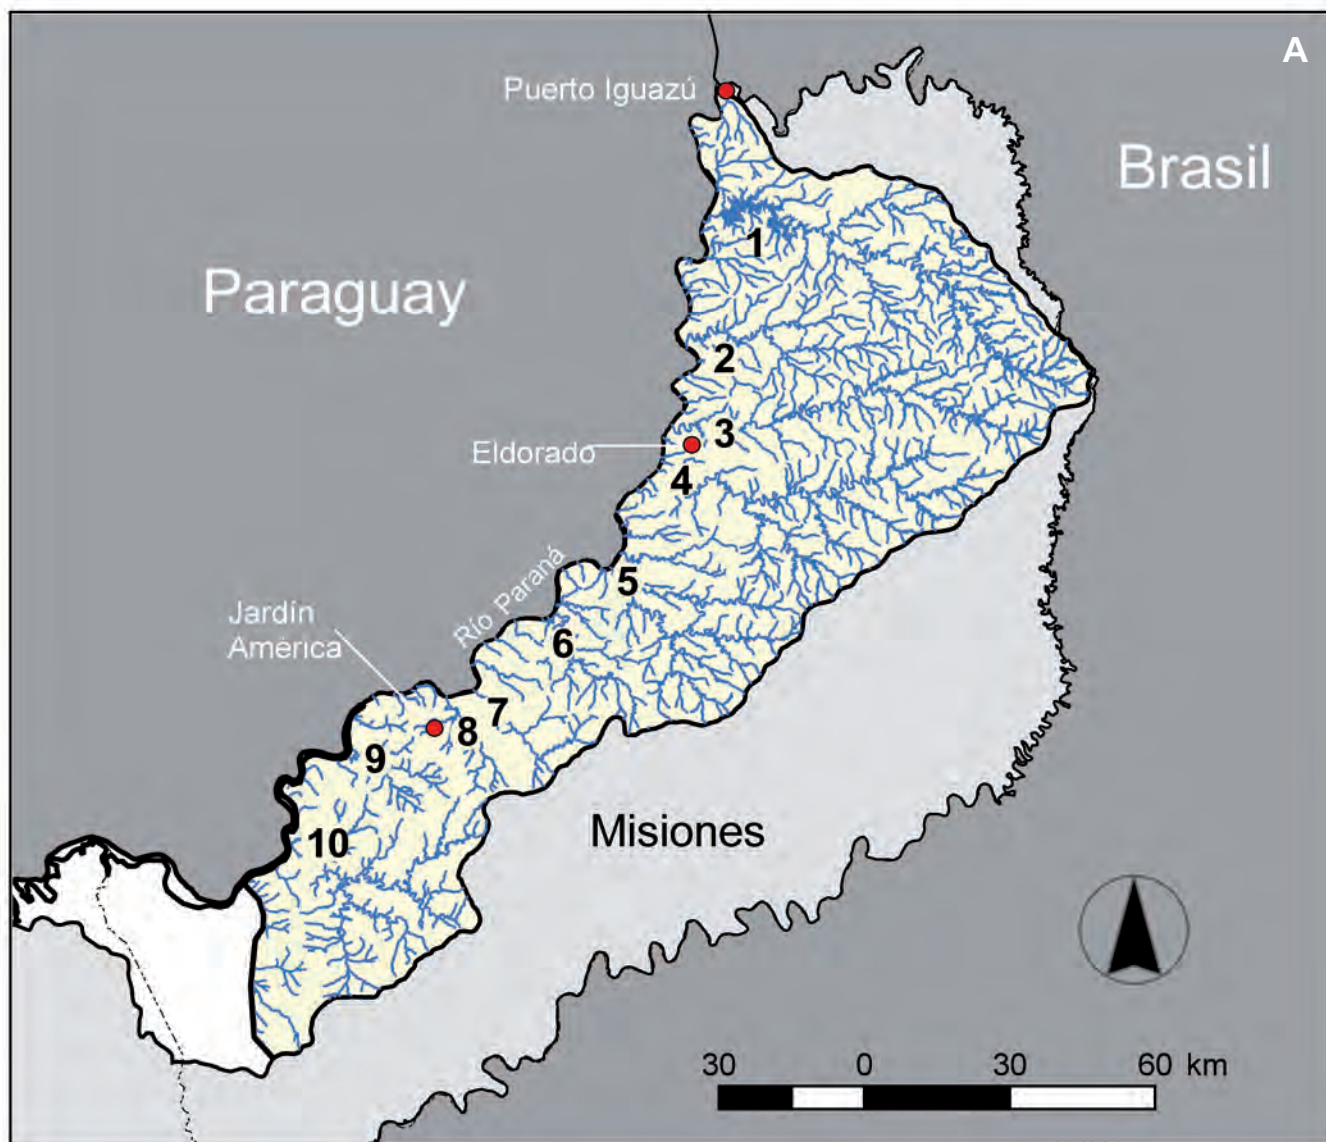 A
Puerto Iguazú
Brasil
1
Paraguay
2
3
Eldorado
4
Río Paraná
5
Jardín
América
6
7
8
9
10
Misiones
30 0 30 60 km